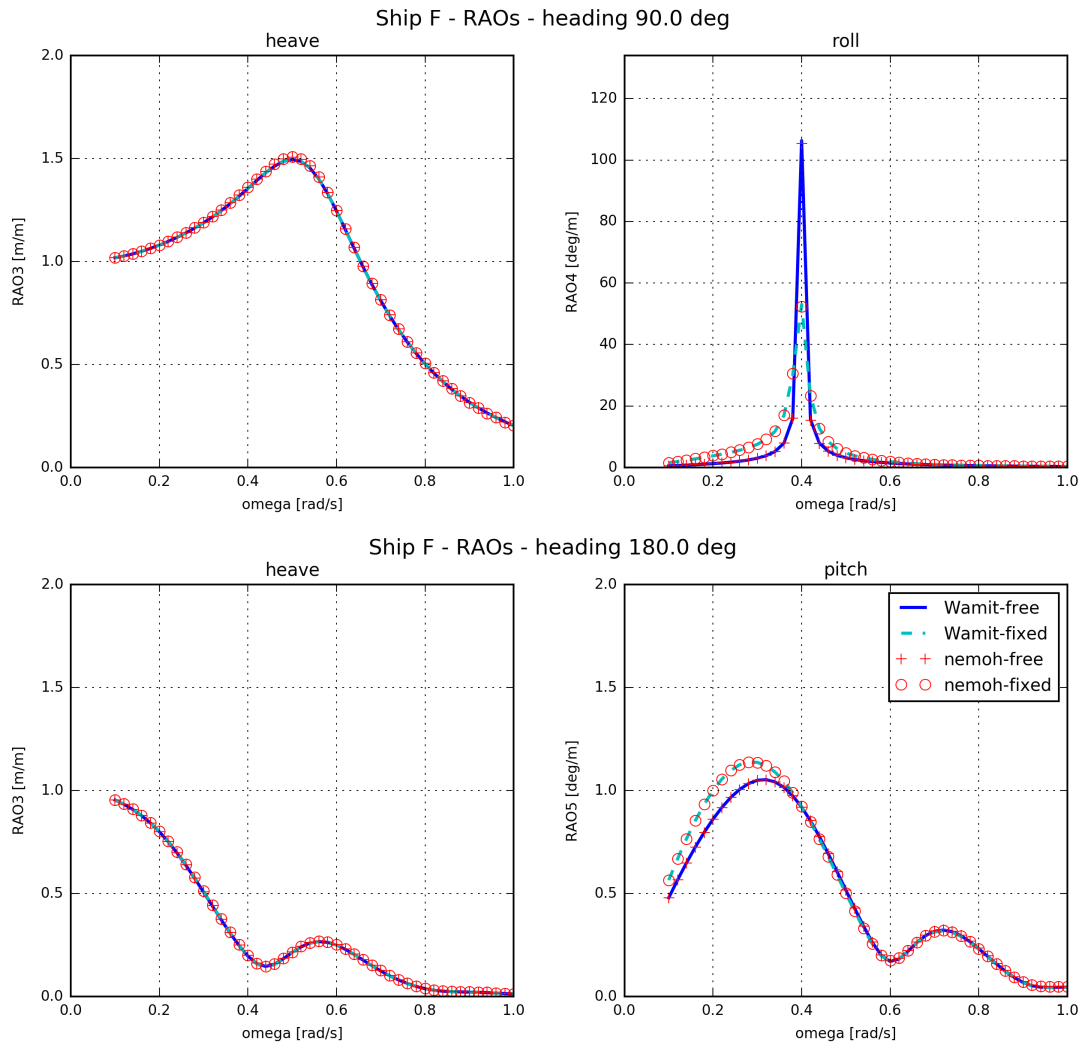 Ship F - RAOs - heading 90.0 deg
heave
roll
2.0
1.5
1.0
0.5
0.0
RAO3 [m/m]
0.0 0.2 0.4 0.6 0.8 1.0
omega [rad/s]
120
100
80
60
40
20
0
RAO4 [deg/m]
0.0 0.2 0.4 0.6 0.8 1.0
omega [rad/s]
Ship F - RAOs - heading 180.0 deg
heave
pitch
2.0
1.5
1.0
0.5
0.0
RAO3 [m/m]
0.0 0.2 0.4 0.6 0.8 1.0
omega [rad/s]
2.0
1.5
1.0
0.5
0.0
RAO5 [deg/m]
Wamit-free
Wamit-fixed
nemoh-free
nemoh-fixed
0.0 0.2 0.4 0.6 0.8 1.0
omega [rad/s]